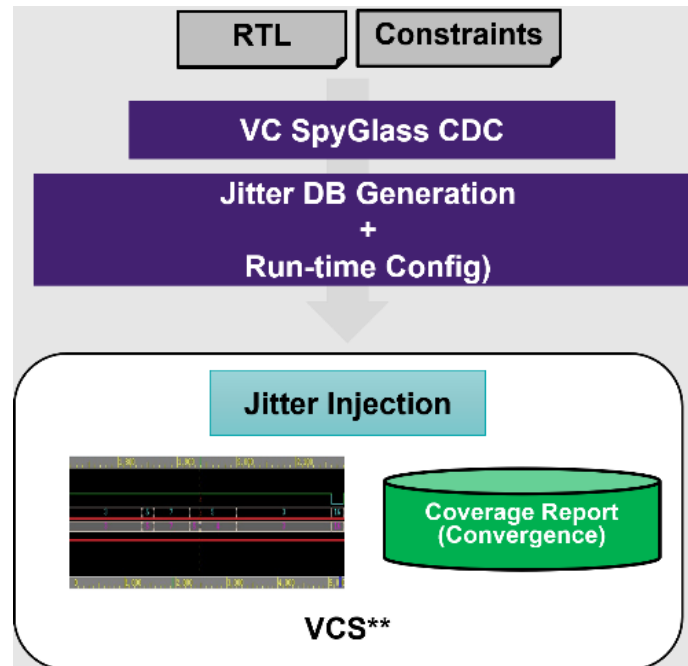 RTL
Constraints
VC SpyGlass CDC
Jitter DB Generation
+
Run-time Config)
Jitter Injection
Coverage Report
(Convergence)
VCS**